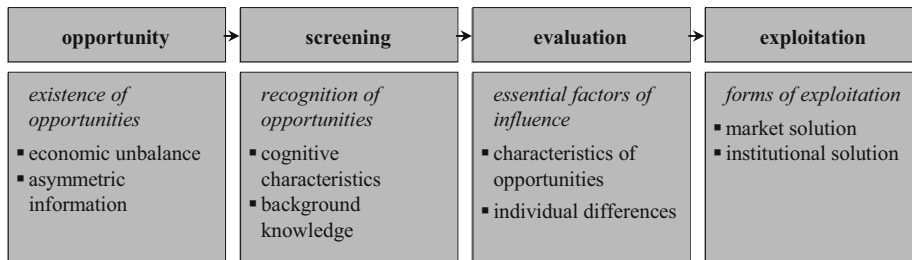 opportunity
screening
evaluation
exploitation
existence of
opportunities
▪ economic unbalance
▪ asymmetric
information
recognition of
opportunities
▪ cognitive
characteristics
▪ background
knowledge
essential factors of
influence
▪ characteristics of
opportunities
▪ individual differences
forms of exploitation
▪ market solution
▪ institutional solution